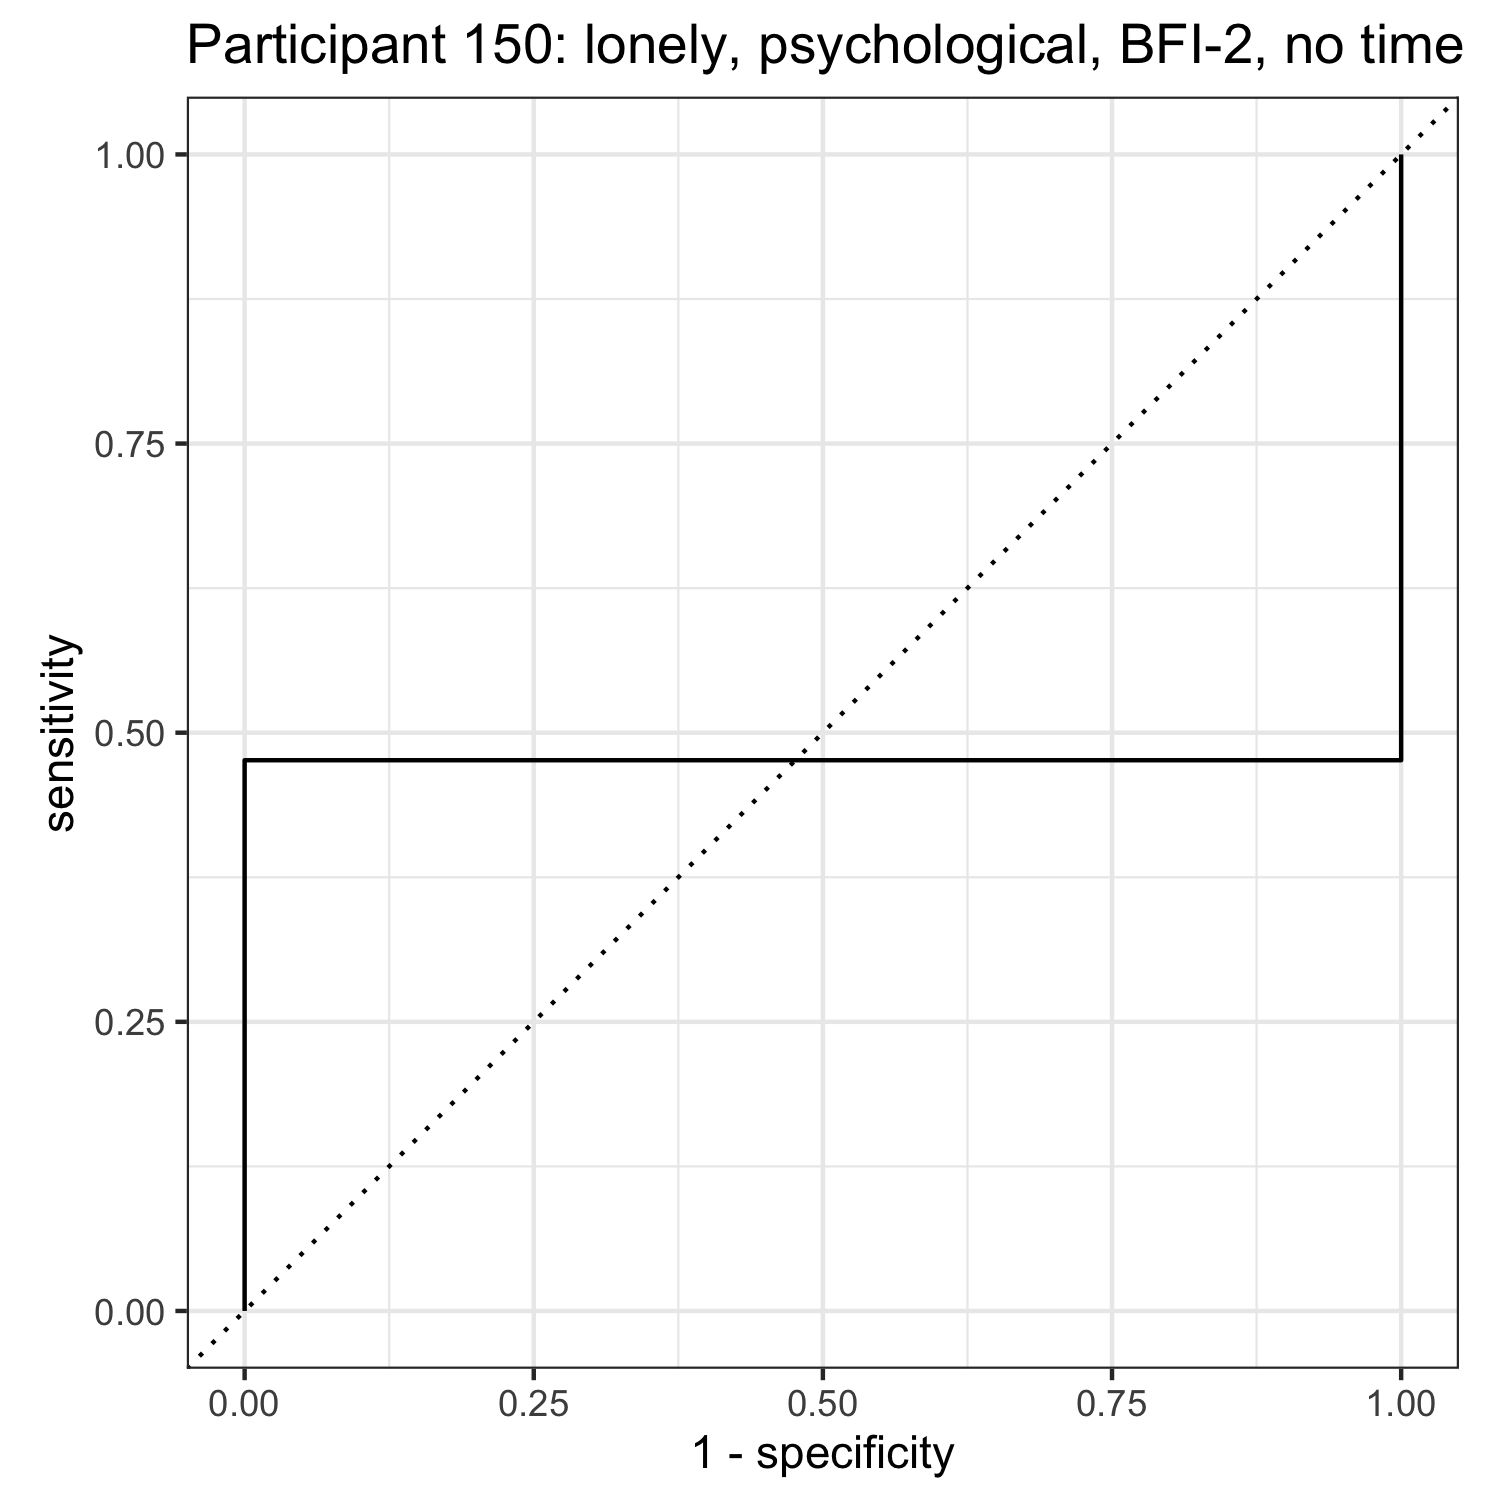 Participant 150: lonely, psychological, BFI-2, no time
1.00
0.75
0.50
0.25
0.00
sensitivity
0.00 0.25 0.50 0.75 1.00
1 - specificity